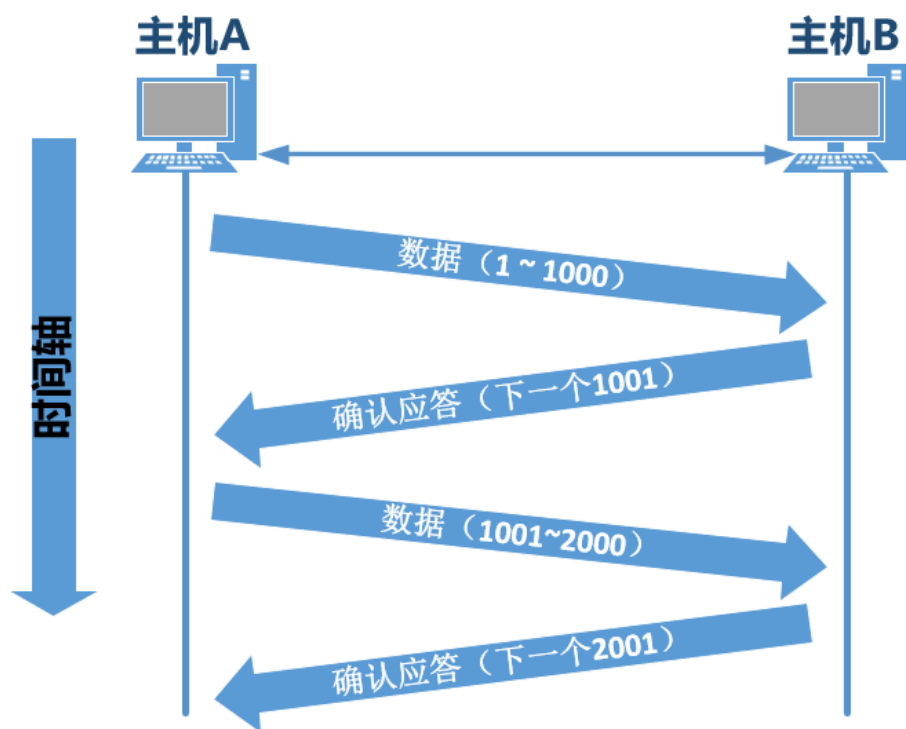 主机A
主机B
时间轴
数据（1 ~ 1000）
确认应答（下一个1001）
数据（1001~2000）
确认应答（下一个2001）